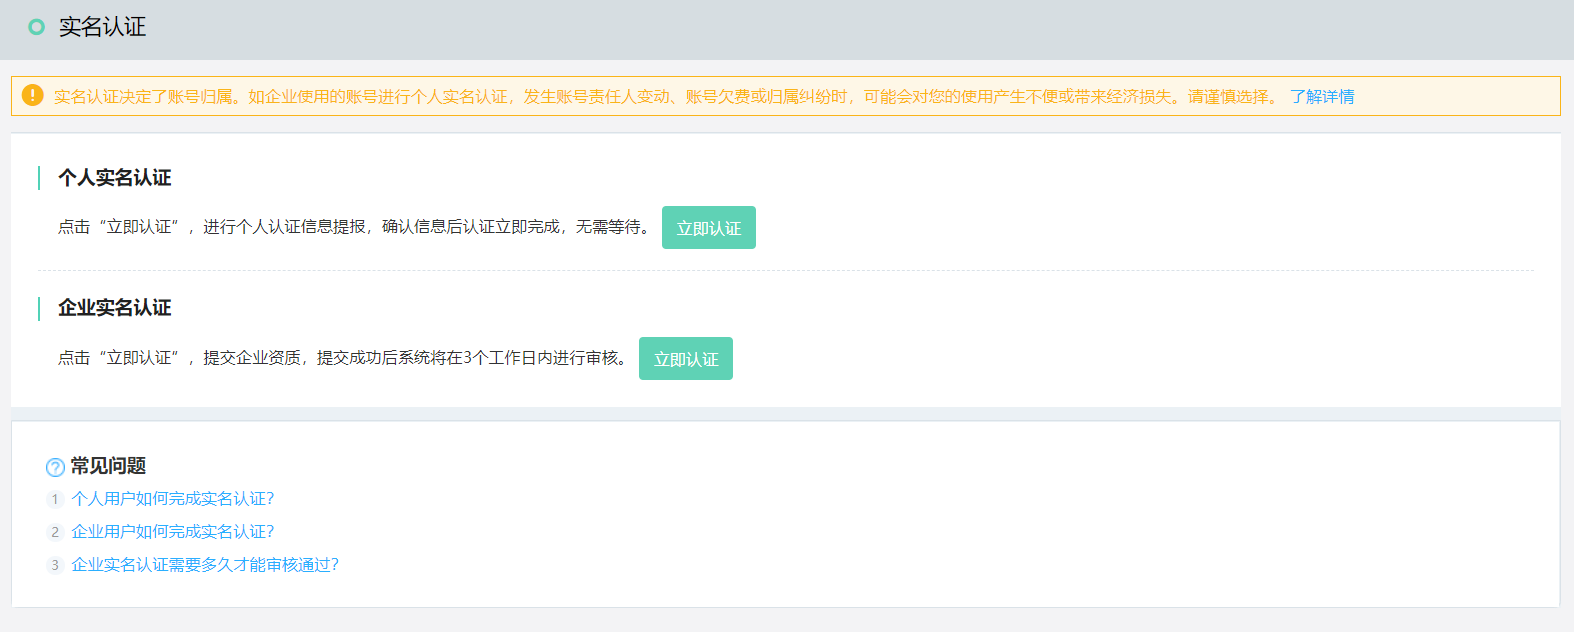 实名认证
实名认证决定了账号归属。如企业使用的账号进行个人实名认证，发生账号责任人变动、账号欠费或归属纠纷时，可能会对您的使用产生不便或带来经济损失。请谨慎选择。 了解详情
个人实名认证
点击“立即认证”，进行个人认证信息提报，确认信息后认证立即完成，无需等待。 立即认证
企业实名认证
点击“立即认证”，提交企业资质，提交成功后系统将在3个工作日内进行审核。 立即认证
常见问题
1 个人用户如何完成实名认证？
2 企业用户如何完成实名认证？
3 企业实名认证需要多久才能审核通过？